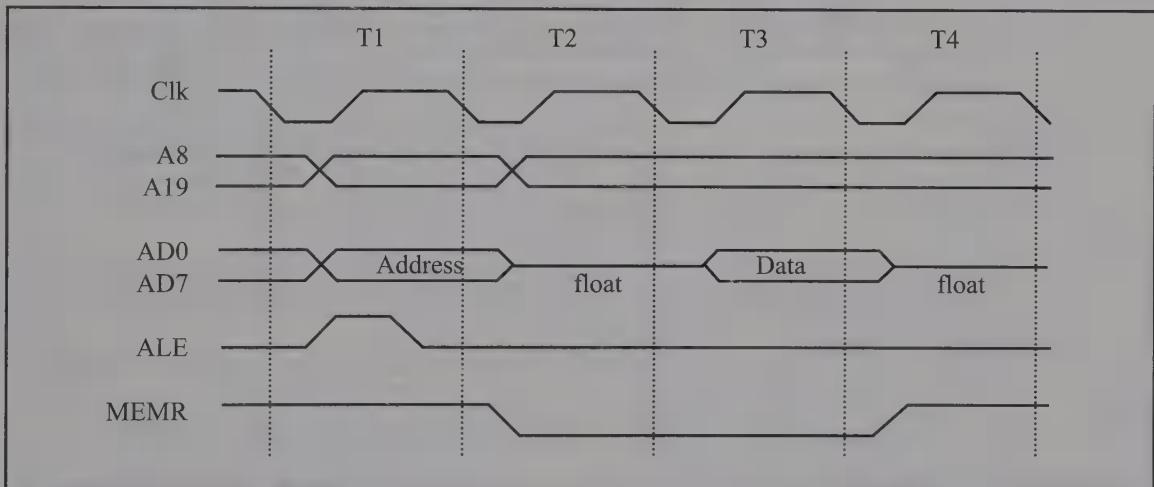 T1 T2 T3 T4
Clk
A8
A19
AD0
Address
Data
AD7
float
float
ALE
MEMR